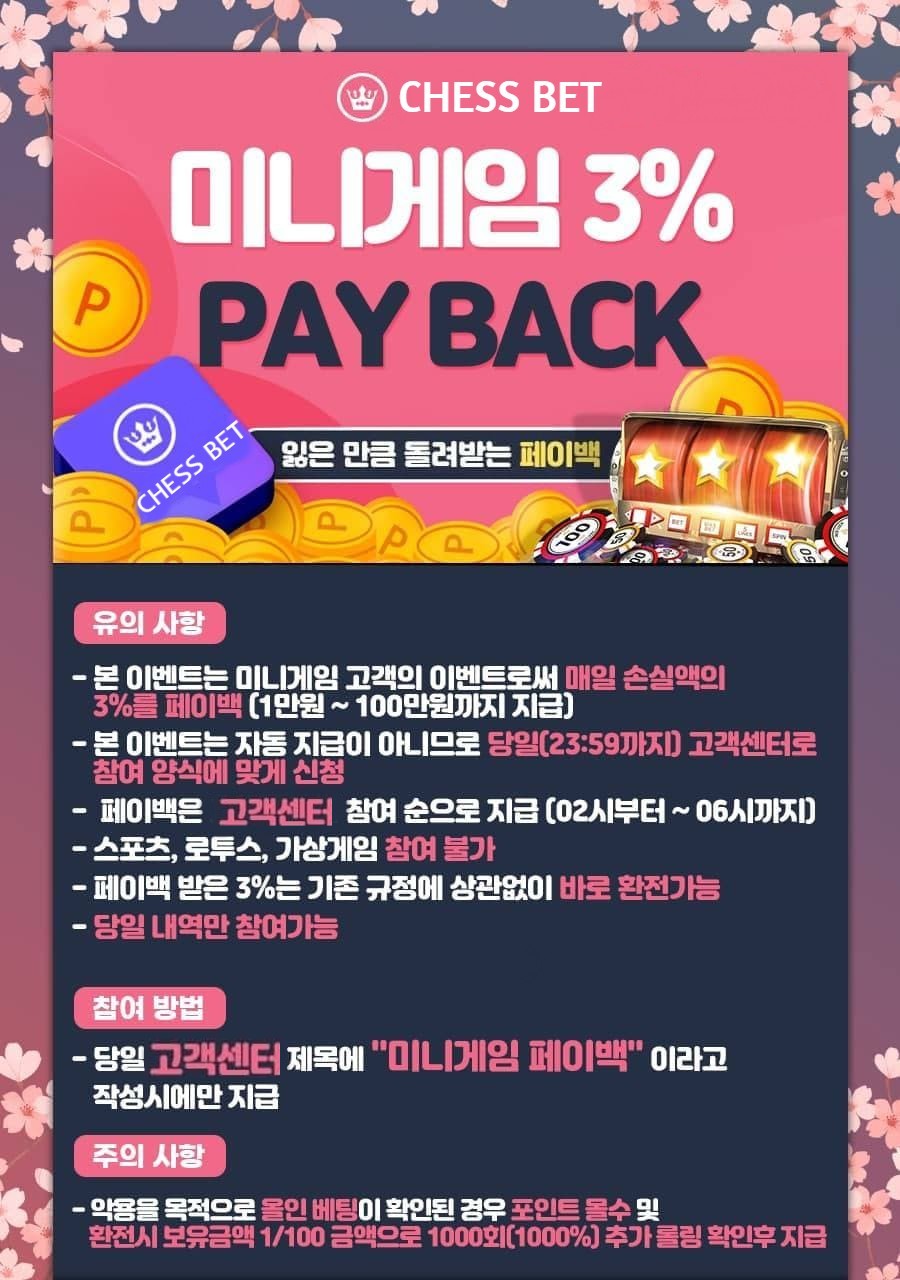 CHESS BET
미니게임 3%
PAY BACK
CHESS BET
잃은 만큼 돌려받는 페이백
유의 사항
- 본 이벤트는 미니게임 고객의 이벤트로써 매일 손실액의
3%를 페이백 (1만원 ~ 100만원까지 지급)
- 본 이벤트는 자동 지급이 아니므로 당일(23:59까지) 고객센터로
참여 양식에 맞게 신청
- 페이백은 고객센터 참여 순으로 지급 (02시부터 ~ 06시까지)
- 스포츠, 로투스, 가상게임 참여 불가
- 페이백 받은 3%는 기존 규정에 상관없이 바로 환전가능
- 당일 내역만 참여가능
참여 방법
- 당일 고객센터 제목에 "미니게임 페이백" 이라고
작성시에만 지급
주의 사항
- 악용을 목적으로 올인 베팅이 확인된 경우 포인트 몰수 및
환전시 보유금액 1/100 금액으로 1000회(1000%) 추가 롤링 확인후 지급